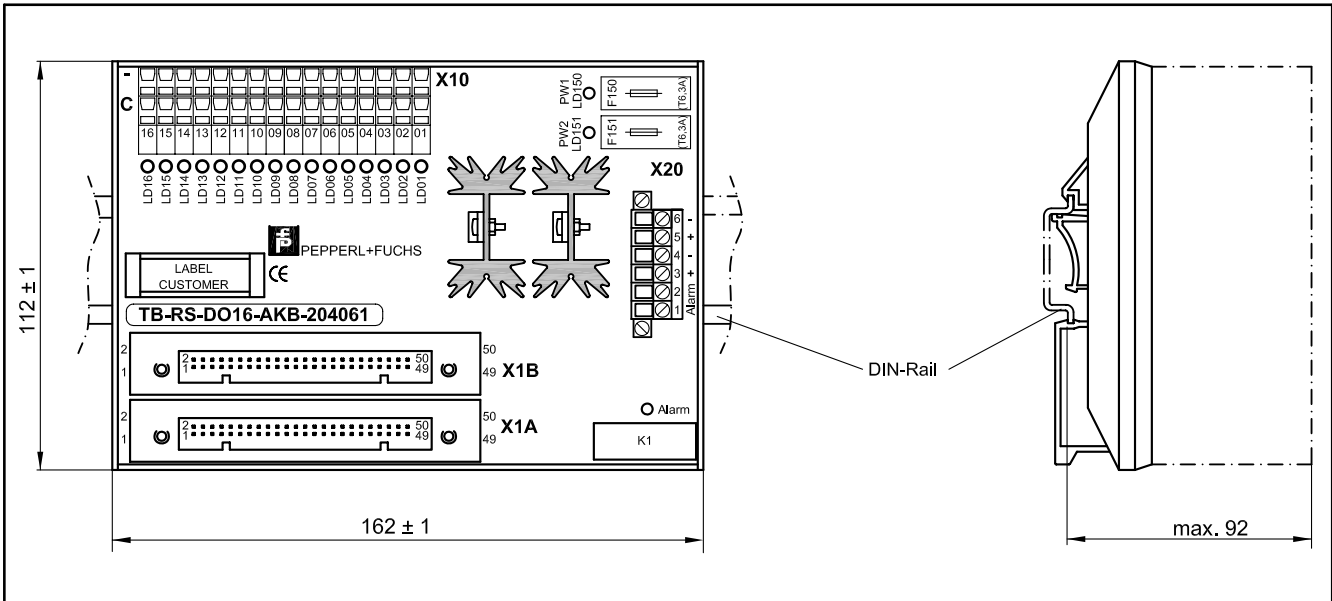 -
C
X10
16 15 14 13 12 11 10 09 08 07 06 05 04 03 02 01
LD16 LD15 LD14 LD13 LD12 LD11 LD10 LD09 LD08 LD07 LD06 LD05 LD04 LD03 LD02 LD01
PW1
LD150
F150
(T6,3A)
PW2
LD151
F151
(T6,3A)
X20
6 -
5 +
4 -
3 +
2
1
Alarm
PEPPERL+FUCHS
CE
LABEL
CUSTOMER
TB-RS-DO16-AKB-204061
2 2 50 50
1 1 49 49
X1B
2 2 50 50
1 1 49 49
X1A
Alarm
K1
DIN-Rail
112 ± 1
162 ± 1
max. 92